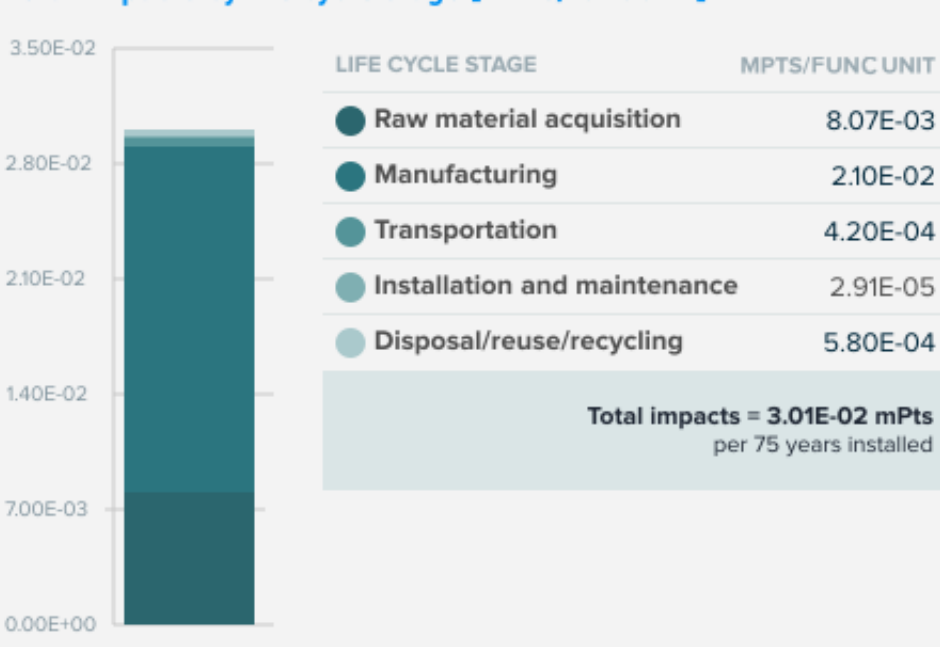 3.50E-02
2.80E-02
2.10E-02
1.40E-02
7.00E-03
0.00E+00
LIFE CYCLE STAGE MPTS/FUNC UNIT
Raw material acquisition 8.07E-03
Manufacturing 2.10E-02
Transportation 4.20E-04
Installation and maintenance 2.91E-05
Disposal/reuse/recycling 5.80E-04
Total impacts = 3.01E-02 mPts
per 75 years installed